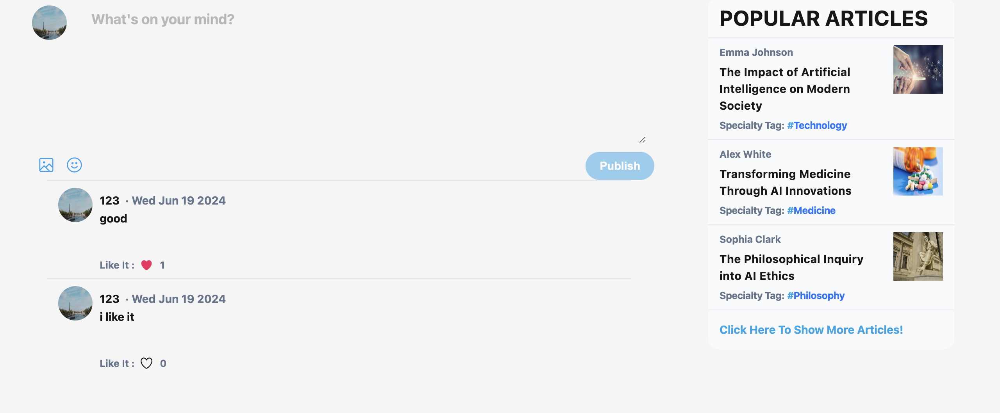 What's on your mind?
Publish
123 · Wed Jun 19 2024
good
Like It : 1
123 · Wed Jun 19 2024
i like it
Like It : 0
POPULAR ARTICLES
Emma Johnson
The Impact of Artificial
Intelligence on Modern
Society
Specialty Tag: #Technology
Alex White
Transforming Medicine
Through AI Innovations
Specialty Tag: #Medicine
Sophia Clark
The Philosophical Inquiry
into AI Ethics
Specialty Tag: #Philosophy
Click Here To Show More Articles!